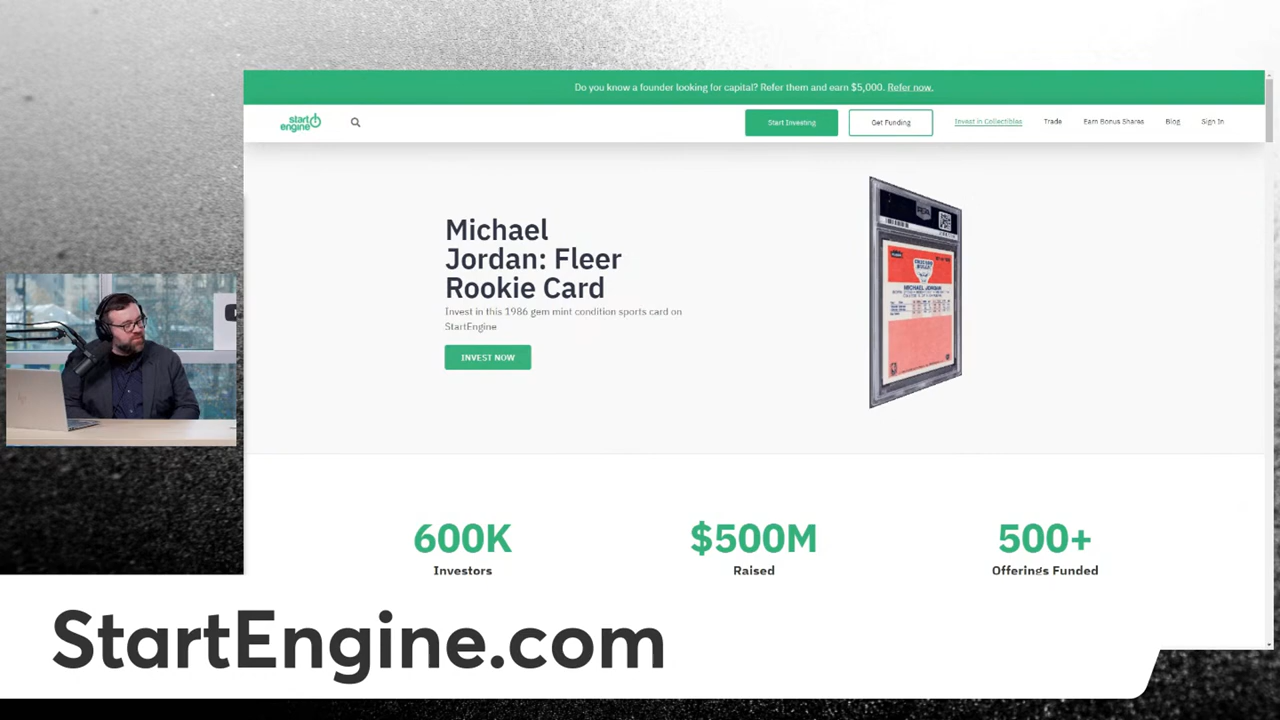 Do you know a founder looking for capital? Refer them and earn $5,000. Refer now.
start engine
Start Investing
Get Funding
Invest in Collectibles
Trade
Earn Bonus Shares
Blog
Sign In
Michael
Jordan: Fleer
Rookie Card
Invest in this 1986 gem mint condition sports card on
StartEngine
INVEST NOW
MICHAEL JORDAN
600K
Investors
$500M
Raised
500+
Offerings Funded
StartEngine.com